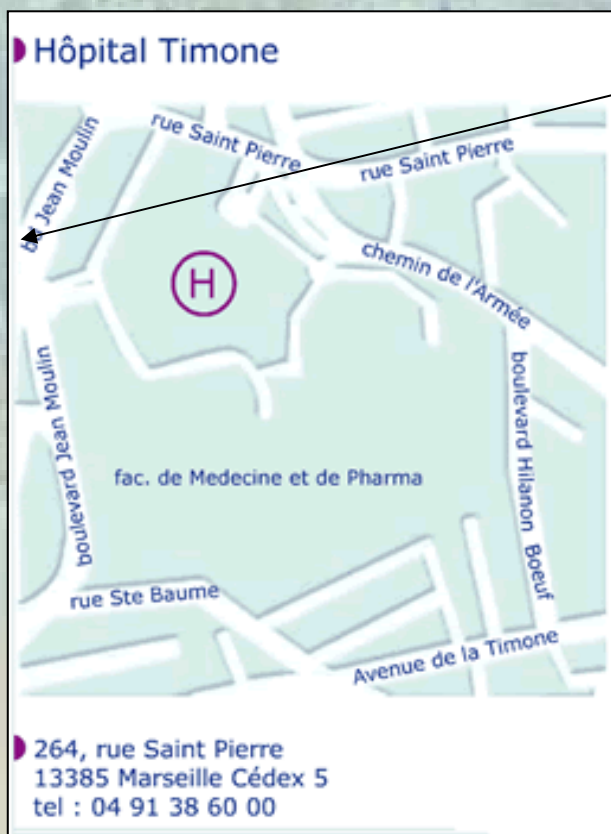 Hôpital Timone
rue Saint Pierre
rue Saint Pierre
bd Jean Moulin
chemin de l'Armée
H
boulevard Jean Moulin
boulevard Hilanon Boeuf
fac. de Medecine et de Pharma
rue Ste Baume
Avenue de la Timone
264, rue Saint Pierre
13385 Marseille Cédex 5
tel : 04 91 38 60 00